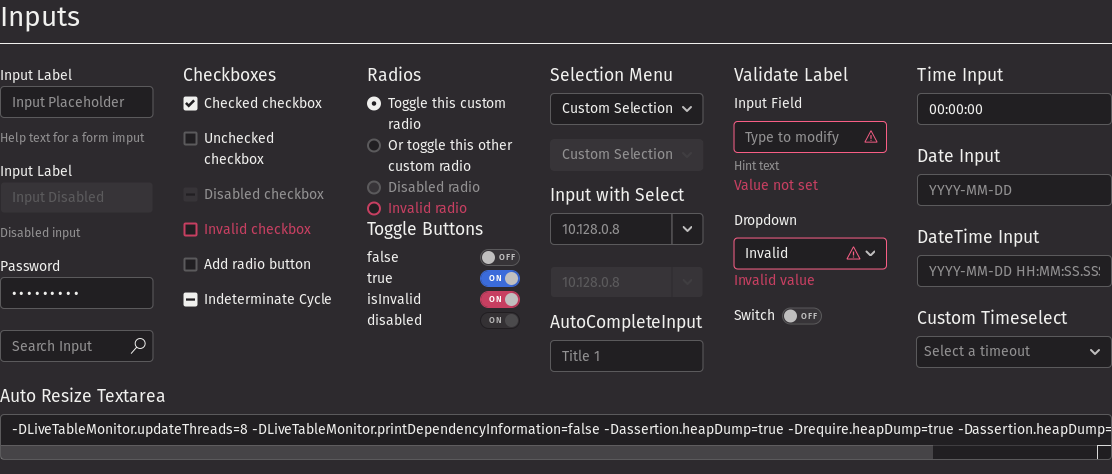 Inputs
Input Label
Input Placeholder
Help text for a form imput
Input Label
Input Disabled
Disabled input
Password
•••••••••
Search Input
Checkboxes
Checked checkbox
Unchecked
checkbox
Disabled checkbox
Invalid checkbox
Add radio button
Indeterminate Cycle
Radios
Toggle this custom
radio
Or toggle this other
custom radio
Disabled radio
Invalid radio
Toggle Buttons
false OFF
true ON
isInvalid ON
disabled ON
Selection Menu
Custom Selection
Custom Selection
Input with Select
10.128.0.8
10.128.0.8
AutoCompleteInput
Title 1
Validate Label
Input Field
Type to modify
Hint text
Value not set
Dropdown
Invalid
Invalid value
Switch OFF
Time Input
00:00:00
Date Input
YYYY-MM-DD
DateTime Input
YYYY-MM-DD HH:MM:SS.SS
Custom Timeselect
Select a timeout
Auto Resize Textarea
-DLiveTableMonitor.updateThreads=8 -DLiveTableMonitor.printDependencyInformation=false -Dassertion.heapDump=true -Drequire.heapDump=true -Dassertion.heapDump=